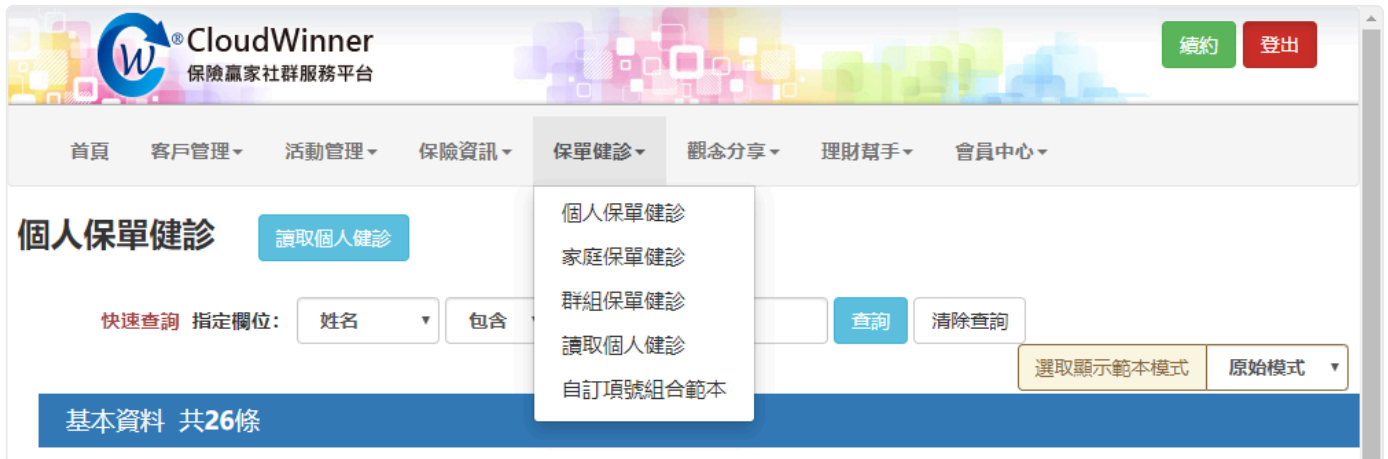 ®CloudWinner
保險贏家社群服務平台
續約 登出
首頁 客戶管理 活動管理 保險資訊 保單健診 觀念分享 理財幫手 會員中心
個人保單健診 讀取個人健診
個人保單健診
家庭保單健診
群組保單健診
讀取個人健診
自訂項號組合範本
快速查詢 指定欄位： 姓名 包含 查詢 清除查詢
選取顯示範本模式 原始模式
基本資料 共26條